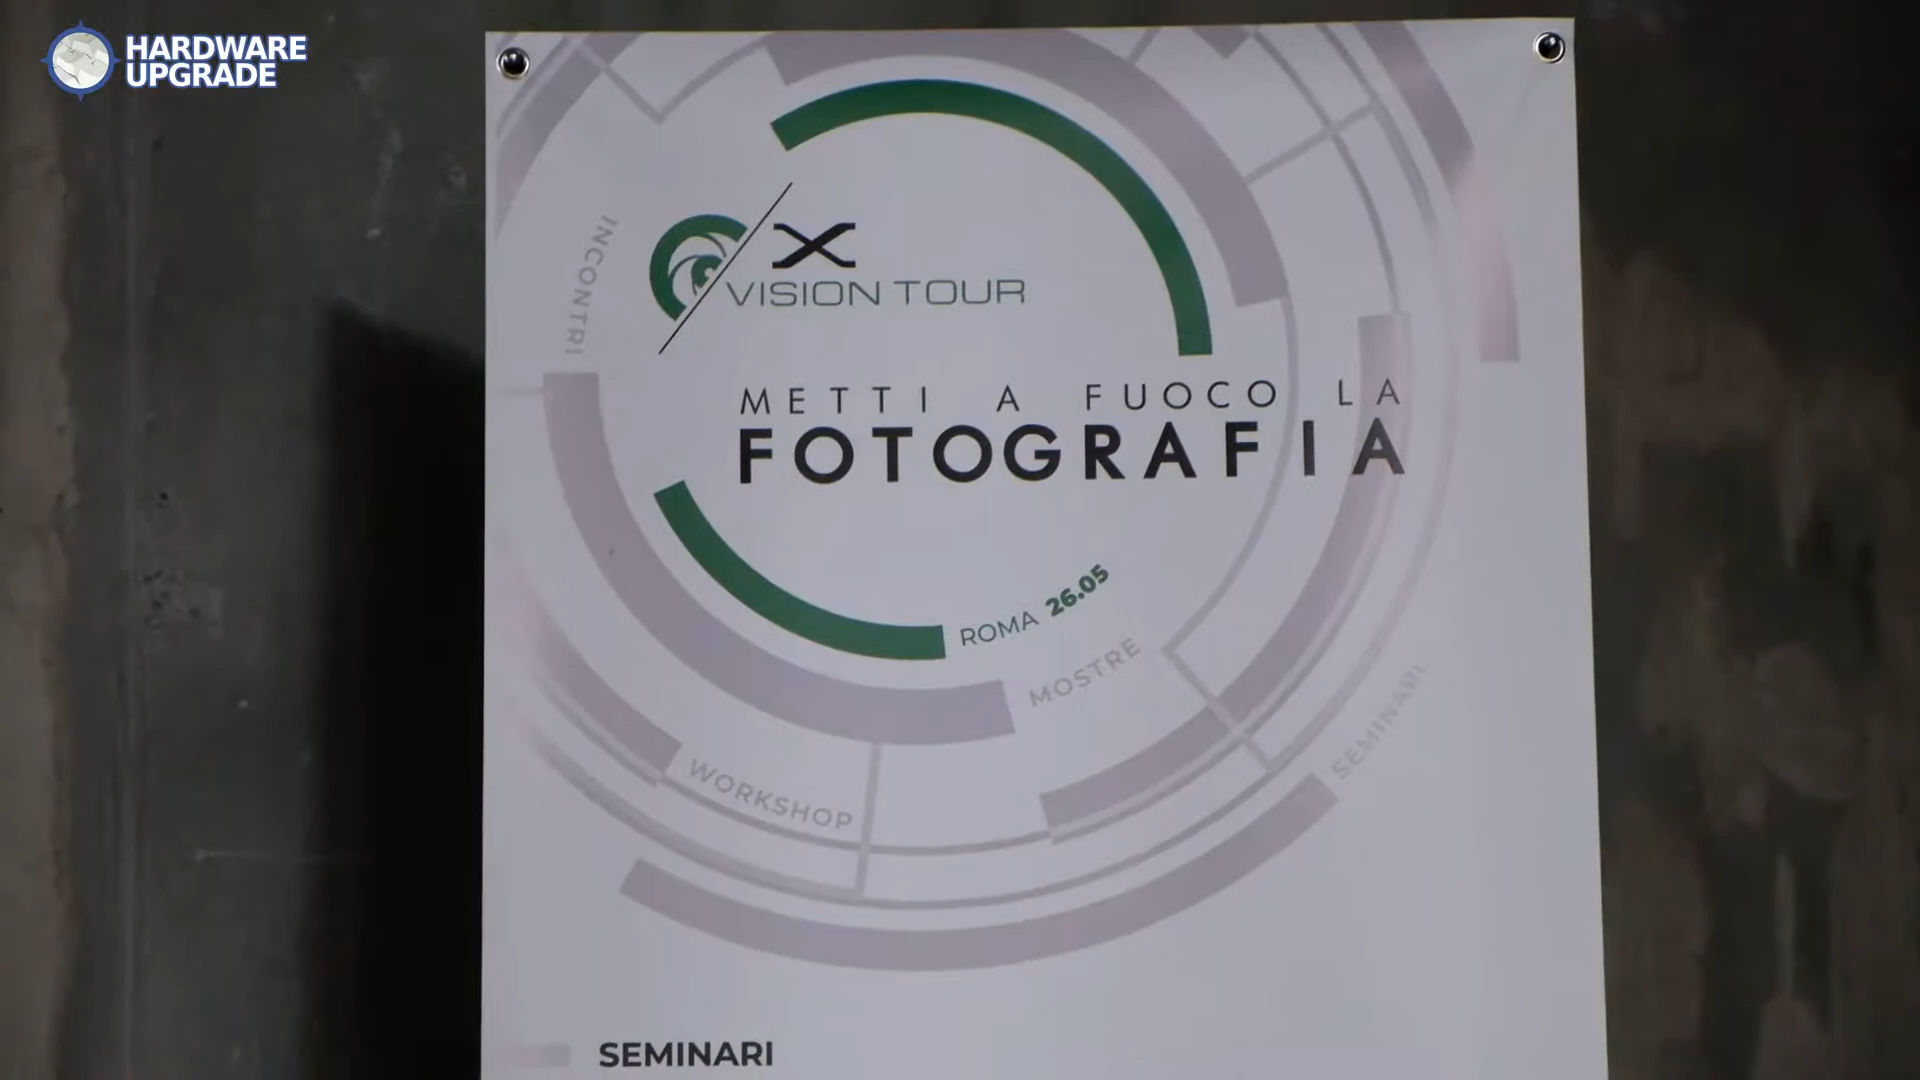 HARDWARE
UPGRADE
X
VISION TOUR
INCONTRI
METTI A FUOCO LA
FOTOGRAFIA
ROMA 26.05
MOSTRE
SEMINARI
WORKSHOP
SEMINARI